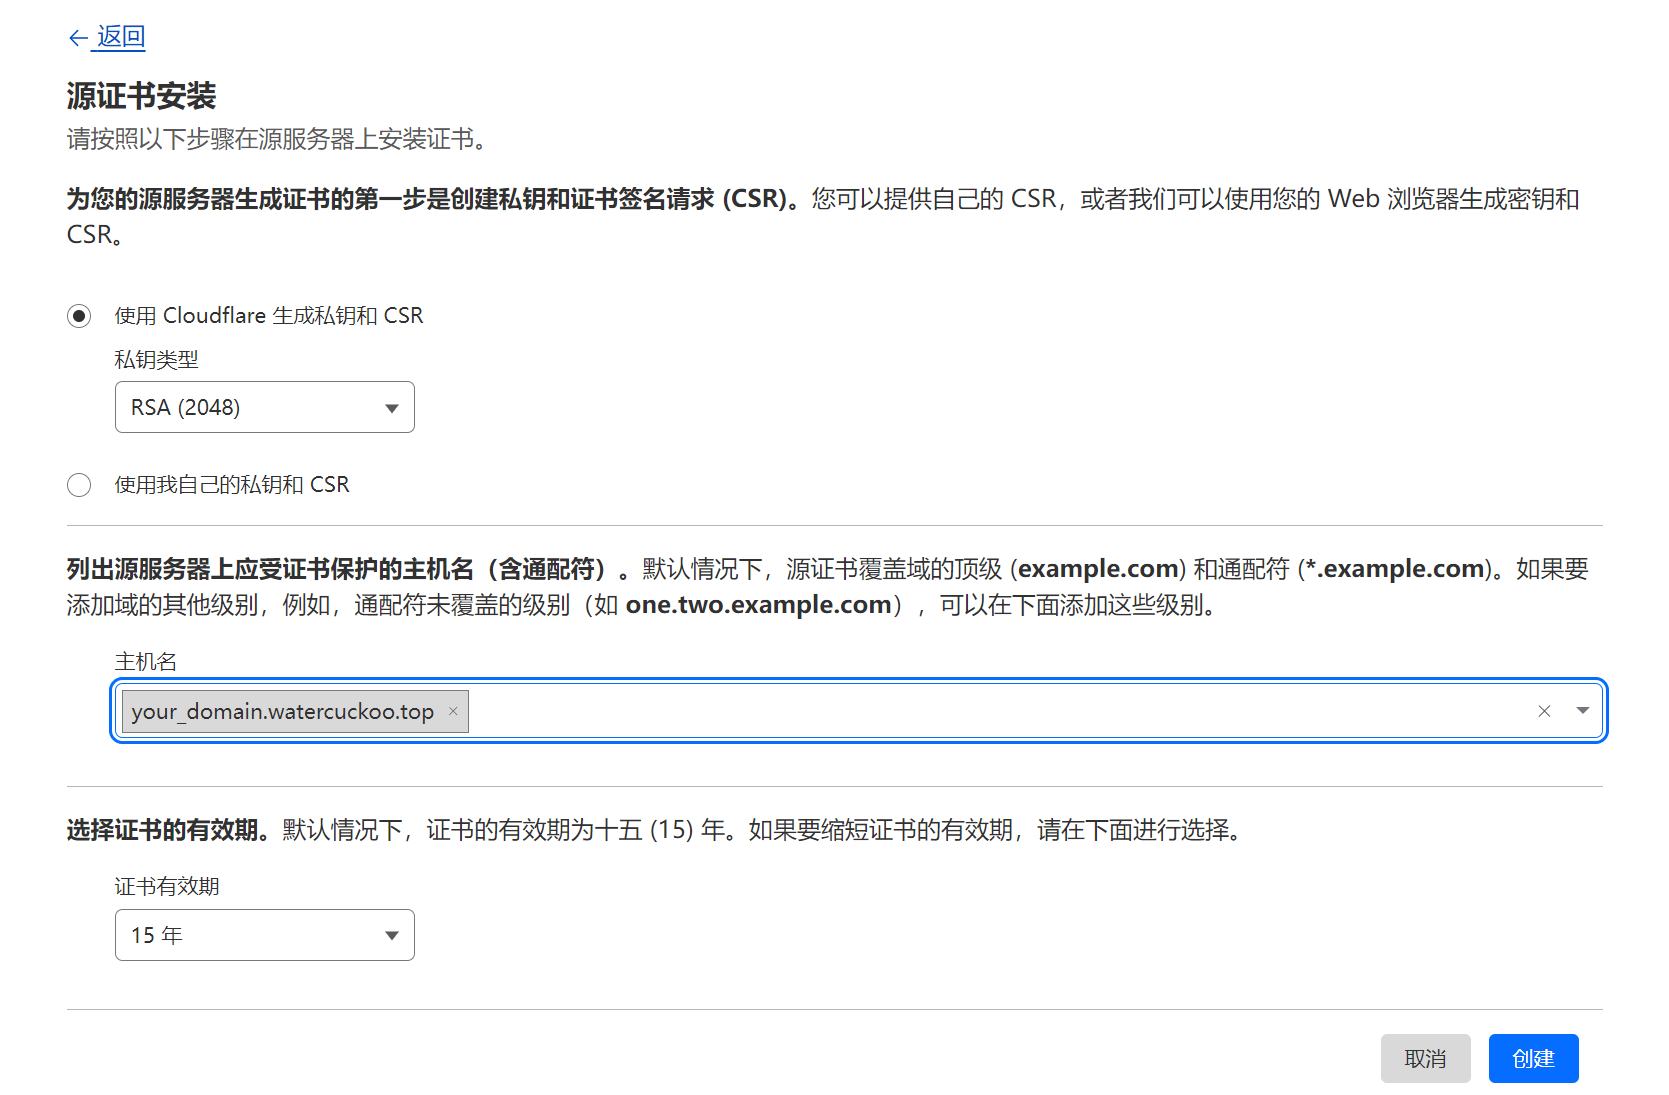 ← 返回
源证书安装
请按照以下步骤在源服务器上安装证书。
为您的源服务器生成证书的第一步是创建私钥和证书签名请求 (CSR)。您可以提供自己的 CSR，或者我们可以使用您的 Web 浏览器生成密钥和
CSR。
使用 Cloudflare 生成私钥和 CSR
私钥类型
RSA (2048)
使用我自己的私钥和 CSR
列出源服务器上应受证书保护的主机名（含通配符）。默认情况下，源证书覆盖域的顶级 (example.com) 和通配符 (*.example.com)。如果要
添加域的其他级别，例如，通配符未覆盖的级别（如 one.two.example.com），可以在下面添加这些级别。
主机名
your_domain.watercuckoo.top ×
选择证书的有效期。默认情况下，证书的有效期为十五 (15) 年。如果要缩短证书的有效期，请在下面进行选择。
证书有效期
15 年
取消 创建